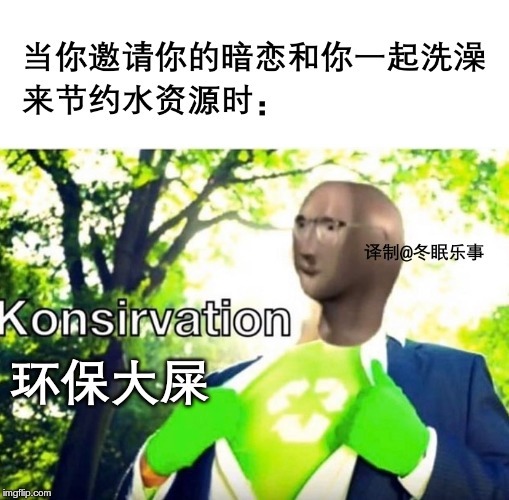 当你邀请你的暗恋和你一起洗澡
来节约水资源时：
译制@冬眠乐事
Konsirvation
环保大屎
imgflip.com